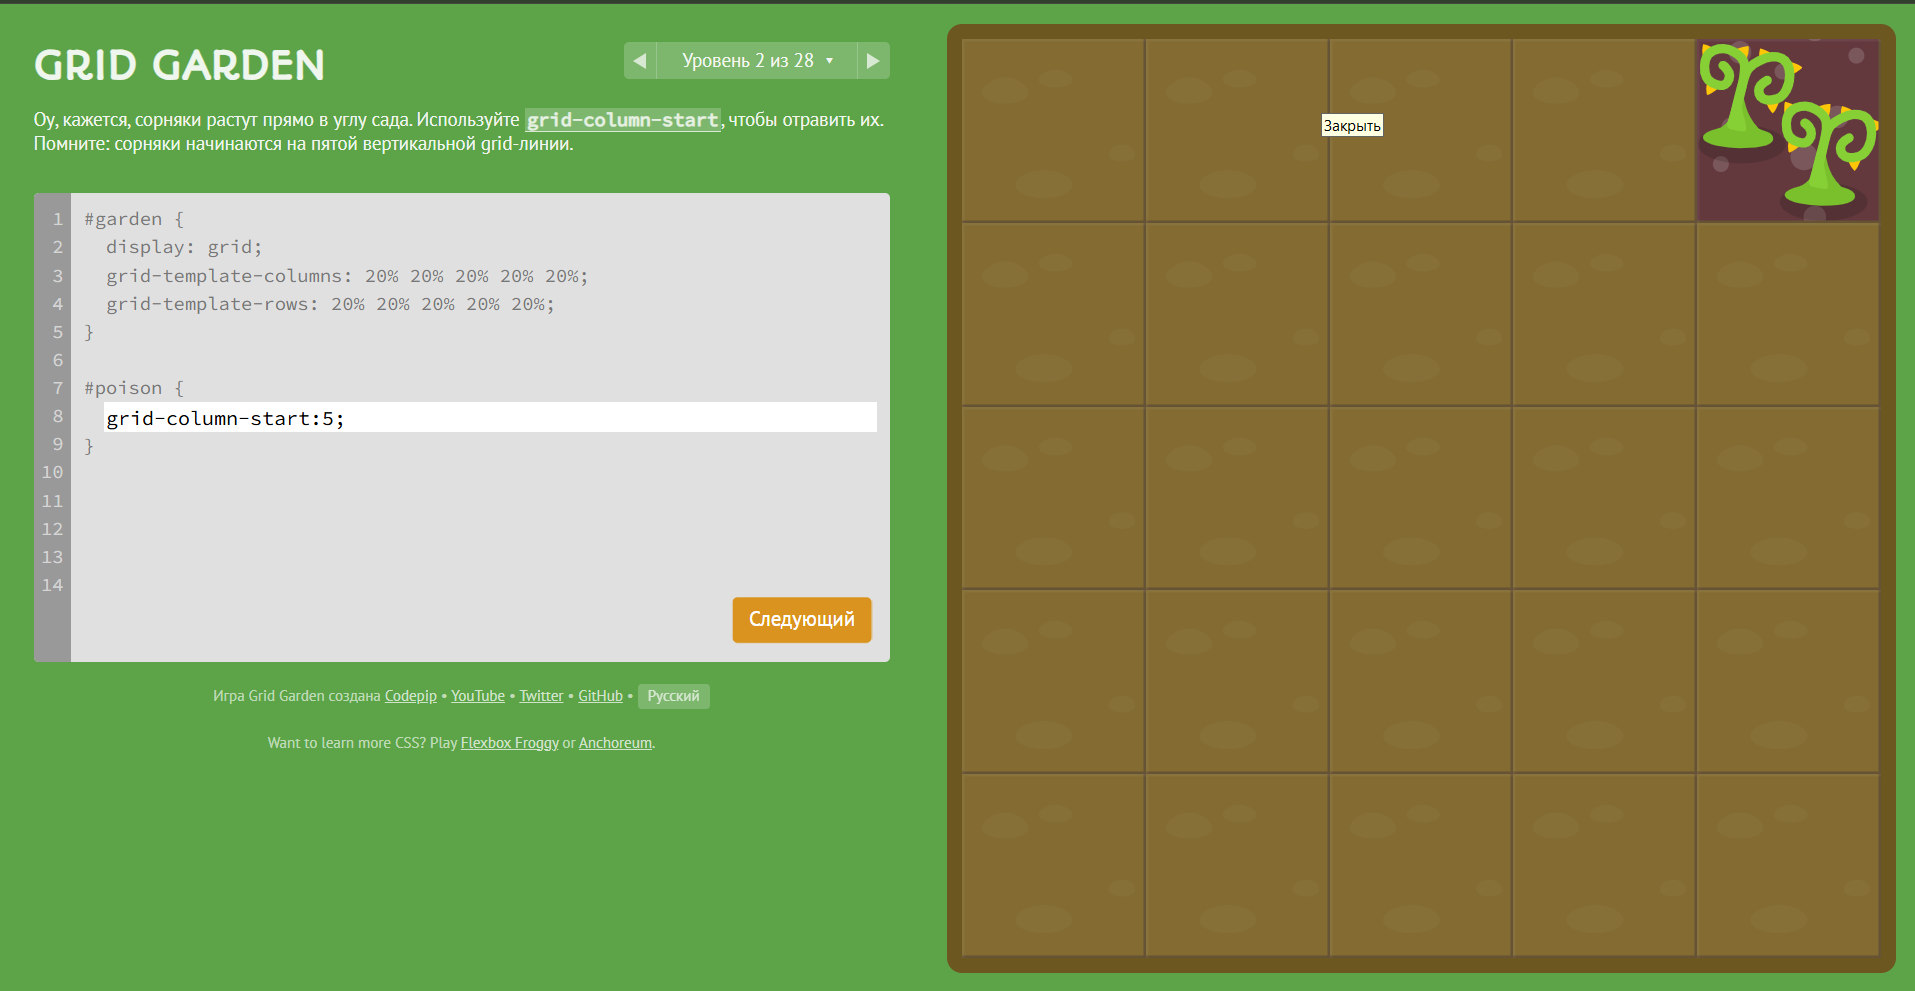 GRID GARDEN
◀ Уровень 2 из 28 ▼ ▶
Оу, кажется, сорняки растут прямо в углу сада. Используйте grid-column-start, чтобы отравить их.
Помните: сорняки начинаются на пятой вертикальной grid-линии.
1 #garden {
2 display: grid;
3 grid-template-columns: 20% 20% 20% 20% 20%;
4 grid-template-rows: 20% 20% 20% 20% 20%;
5 }
6
7 #poison {
8 grid-column-start:5;
9 }
10
11
12
13
14
Следующий
Игра Grid Garden создана Codepip • YouTube • Twitter • GitHub • Русский
Want to learn more CSS? Play Flexbox Froggy or Anchoreum.
Закрыть